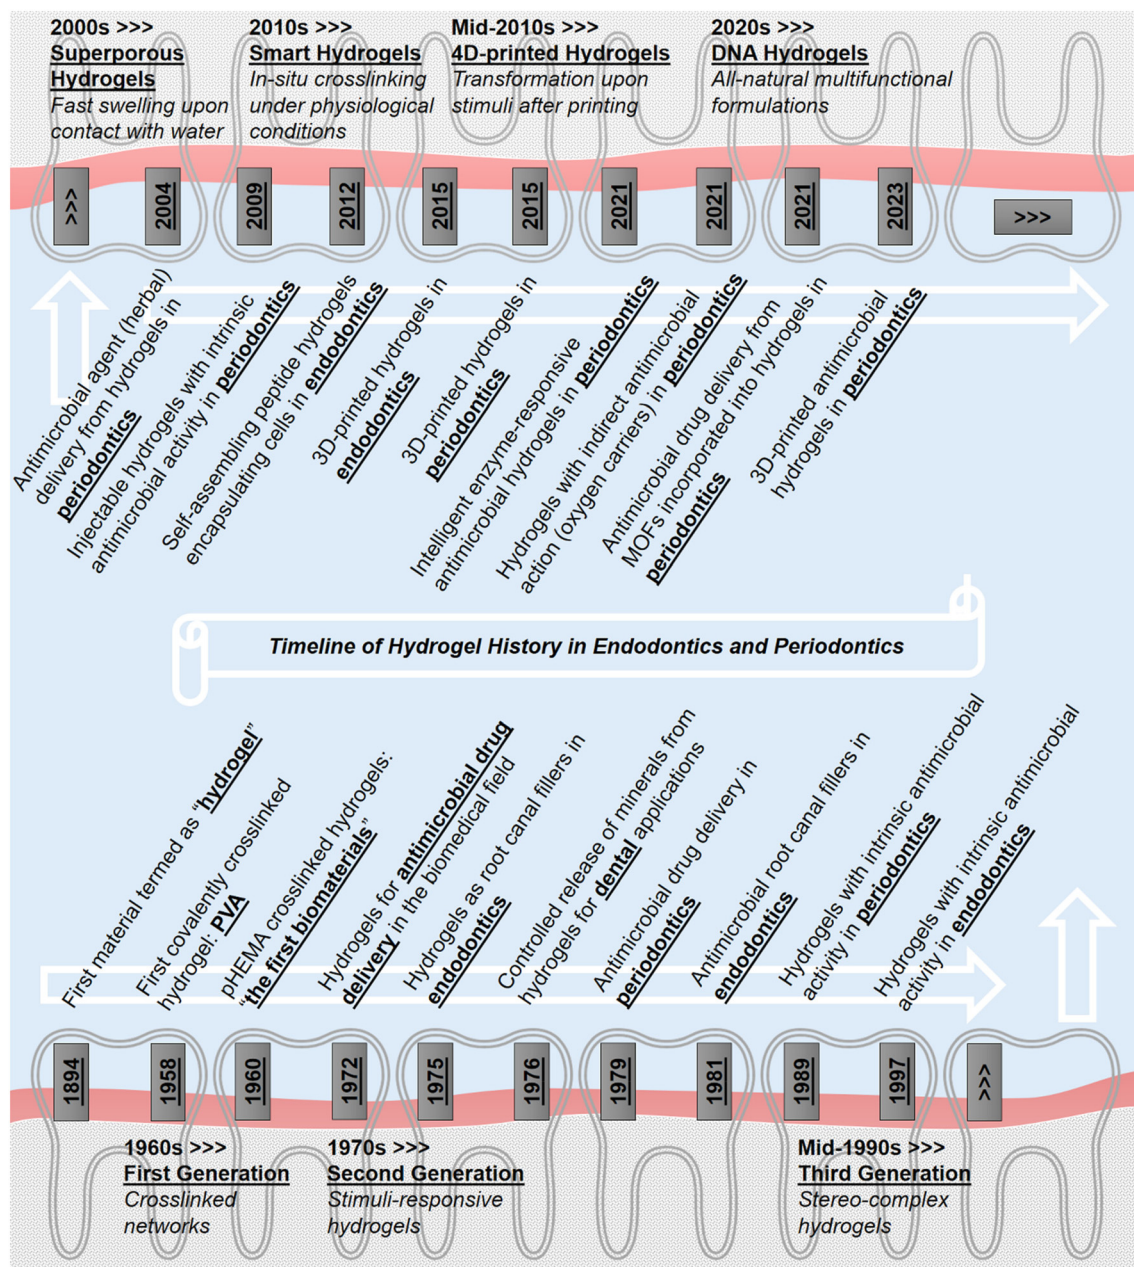 2000s >>>
Superporous
Hydrogels
Fast swelling upon
contact with water
2010s >>>
Smart Hydrogels
In-situ crosslinking
under physiological
conditions
Mid-2010s >>>
4D-printed Hydrogels
Transformation upon
stimuli after printing
2020s >>>
DNA Hydrogels
All-natural multifunctional
formulations
>>>
2004
2009
2012
2015
2015
2021
2021
2021
2023
>>>
Antimicrobial agent (herbal)
delivery from hydrogels in
periodontics
Injectable hydrogels with intrinsic
antimicrobial activity in periodontics
Self-assembling peptide hydrogels
encapsulating cells in endodontics
3D-printed hydrogels in
endodontics
3D-printed hydrogels in
periodontics
Intelligent enzyme-responsive
antimicrobial hydrogels in periodontics
Hydrogels with indirect antimicrobial
action (oxygen carriers) in periodontics
Antimicrobial drug delivery from
MOFs incorporated into hydrogels in
periodontics
3D-printed antimicrobial
hydrogels in periodontics
Timeline of Hydrogel History in Endodontics and Periodontics
First material termed as “hydrogel”
First covalently crosslinked
hydrogel: PVA
pHEMA crosslinked hydrogels:
“the first biomaterials”
Hydrogels for antimicrobial drug
delivery in the biomedical field
Hydrogels as root canal fillers in
endodontics
Controlled release of minerals from
hydrogels for dental applications
Antimicrobial drug delivery in
periodontics
Antimicrobial root canal fillers in
endodontics
Hydrogels with intrinsic antimicrobial
activity in periodontics
Hydrogels with intrinsic antimicrobial
activity in endodontics
1894
1958
1960
1972
1975
1976
1979
1981
1989
1997
>>>
1960s >>>
First Generation
Crosslinked
networks
1970s >>>
Second Generation
Stimuli-responsive
hydrogels
Mid-1990s >>>
Third Generation
Stereo-complex
hydrogels